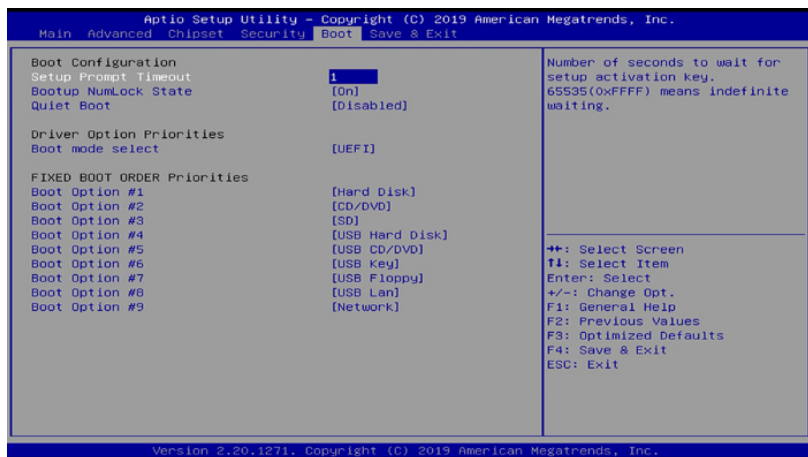 Aptio Setup Utility – Copyright (C) 2019 American Megatrends, Inc.
Main Advanced Chipset Security Boot Save & Exit
Boot Configuration
Setup Prompt Timeout 1
Bootup NumLock State [On]
Quiet Boot [Disabled]
Driver Option Priorities
Boot mode select [UEFI]
FIXED BOOT ORDER Priorities
Boot Option #1 [Hard Disk]
Boot Option #2 [CD/DVD]
Boot Option #3 [SD]
Boot Option #4 [USB Hard Disk]
Boot Option #5 [USB CD/DVD]
Boot Option #6 [USB Key]
Boot Option #7 [USB Floppy]
Boot Option #8 [USB Lan]
Boot Option #9 [Network]
Number of seconds to wait for
setup activation key.
65535(0xFFFF) means indefinite
waiting.
→←: Select Screen
↑↓: Select Item
Enter: Select
+/-: Change Opt.
F1: General Help
F2: Previous Values
F3: Optimized Defaults
F4: Save & Exit
ESC: Exit
Version 2.20.1271. Copyright (C) 2019 American Megatrends, Inc.